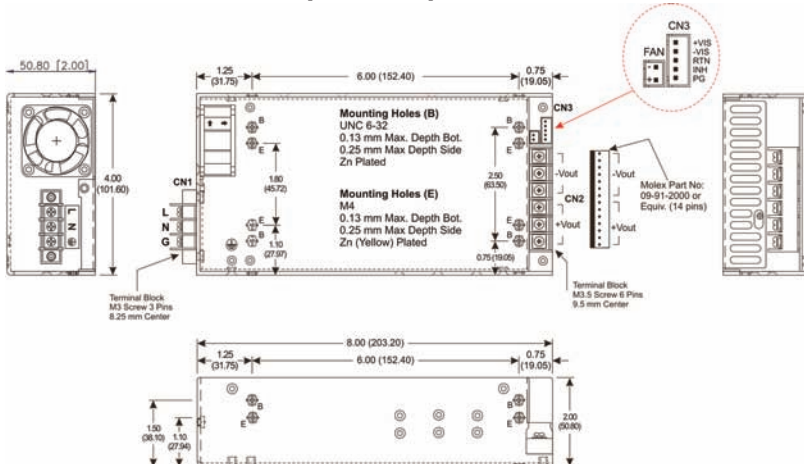 CN3
FAN
+VIS
-VIS
RTN
INH
PG
50.80 [2.00]
1.25
(31.75)
6.00 (152.40)
0.75
(19.05)
CN3
4.00
(101.60)
Mounting Holes (B)
UNC 6-32
0.13 mm Max. Depth Bot.
0.25 mm Max Depth Side
Zn Plated
B
E
B
E
1.80
(45.72)
2.50
(63.50)
-Vout
-Vout
Molex Part No:
09-91-2000 or
Equiv. (14 pins)
CN1
Mounting Holes (E)
M4
0.13 mm Max. Depth Bot.
0.25 mm Max Depth Side
Zn (Yellow) Plated
CN2
L
N
G
L
N
E
B
E
B
1.10
(27.97)
+Vout
+Vout
0.75 (19.05)
Terminal Block
M3 Screw 3 Pins
8.25 mm Center
Terminal Block
M3.5 Screw 6 Pins
9.5 mm Center
8.00 (203.20)
1.25
(31.75)
6.00 (152.40)
0.75
(19.05)
B
E
B
E
1.50
(38.10)
1.10
(27.94)
2.00
(50.80)